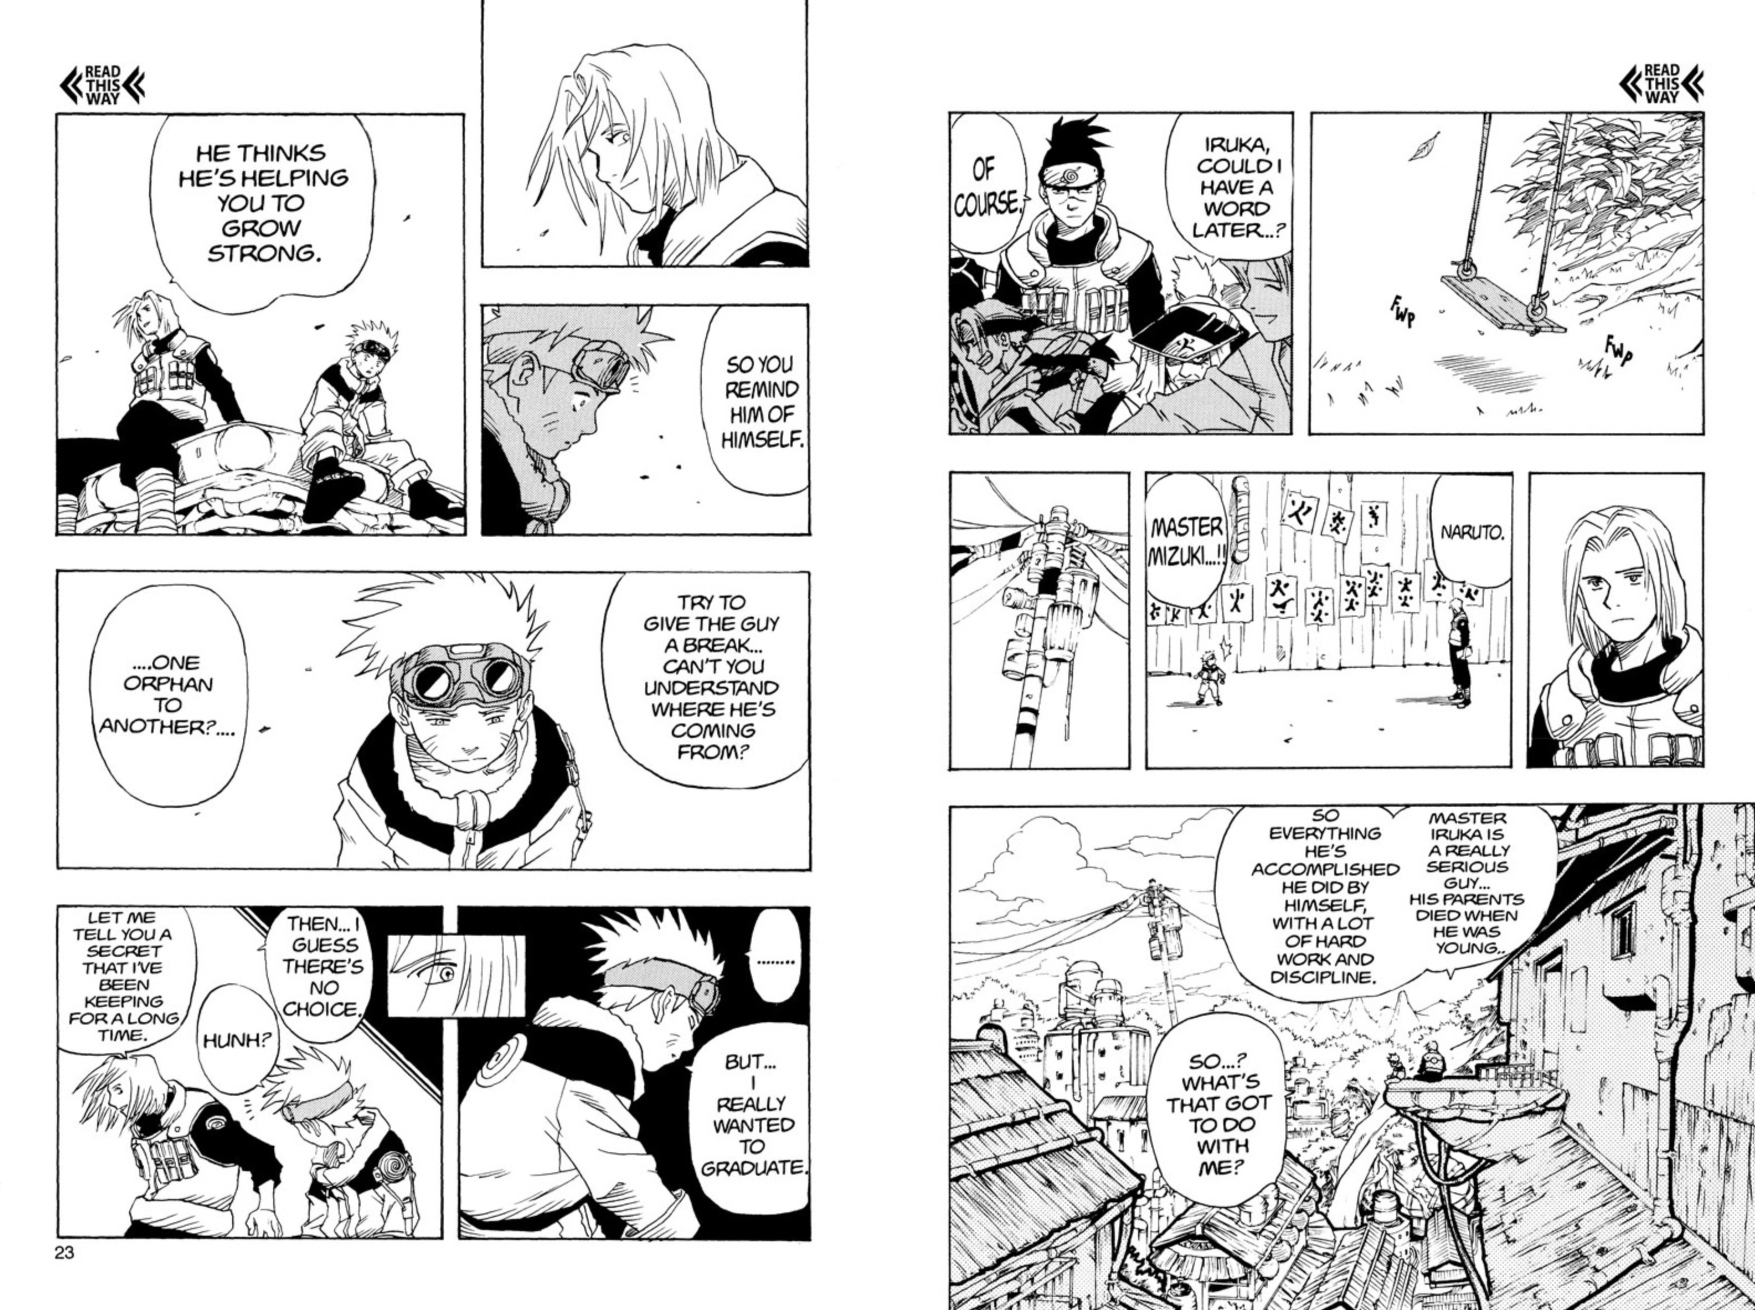 READ
THIS
WAY
FWP
FWP
IRUKA,
COULD I
HAVE A
WORD
LATER...?
OF
COURSE.
NARUTO.
MASTER
MIZUKI...!!
火
MASTER
IRUKA IS
A REALLY
SERIOUS
GUY...
HIS PARENTS
DIED WHEN
HE WAS
YOUNG..
SO
EVERYTHING
HE'S
ACCOMPLISHED
HE DID BY
HIMSELF,
WITH A LOT
OF HARD
WORK AND
DISCIPLINE.
SO...?
WHAT'S
THAT GOT
TO DO
WITH
ME?
READ
THIS
WAY
HE THINKS
HE'S HELPING
YOU TO
GROW
STRONG.
SO YOU
REMIND
HIM OF
HIMSELF.
TRY TO
GIVE THE GUY
A BREAK...
CAN'T YOU
UNDERSTAND
WHERE HE'S
COMING
FROM?
....ONE
ORPHAN
TO
ANOTHER?....
........
BUT...
I
REALLY
WANTED
TO
GRADUATE.
THEN... I
GUESS
THERE'S
NO
CHOICE.
HUNH?
LET ME
TELL YOU A
SECRET
THAT I'VE
BEEN
KEEPING
FOR A LONG
TIME.
23